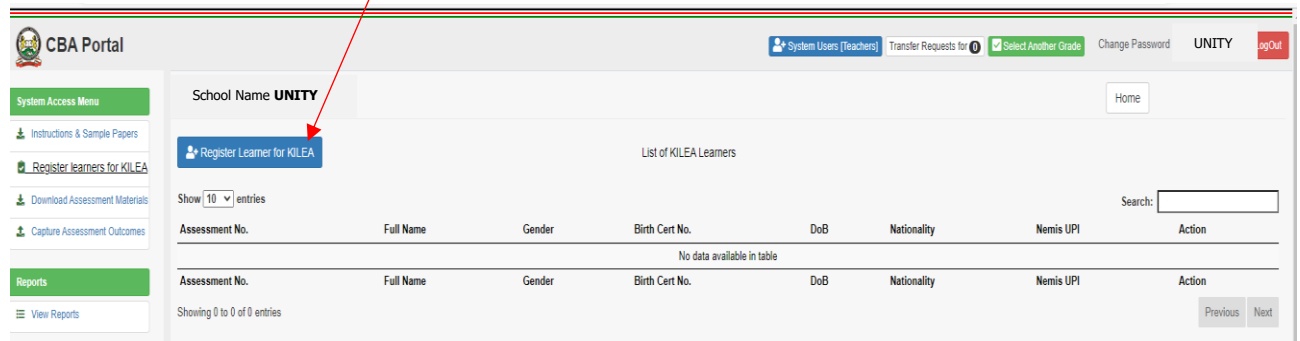 CBA Portal
System Users [Teachers] Transfer Requests for 0 Select Another Grade Change Password UNITY ogOut
System Access Menu
School Name UNITY
Home
Instructions & Sample Papers
Register learners for KILEA
Download Assessment Materials
Capture Assessment Outcomes
Reports
View Reports
Register Learner for KILEA
List of KILEA Learners
Show 10 entries
Search:
Assessment No. Full Name Gender Birth Cert No. DoB Nationality Nemis UPI Action
No data available in table
Assessment No. Full Name Gender Birth Cert No. DoB Nationality Nemis UPI Action
Showing 0 to 0 of 0 entries
Previous Next